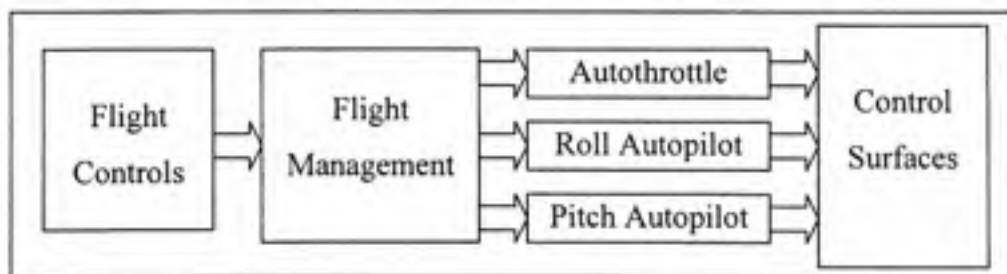 Flight
Controls
Flight
Management
Autothrottle
Roll Autopilot
Pitch Autopilot
Control
Surfaces